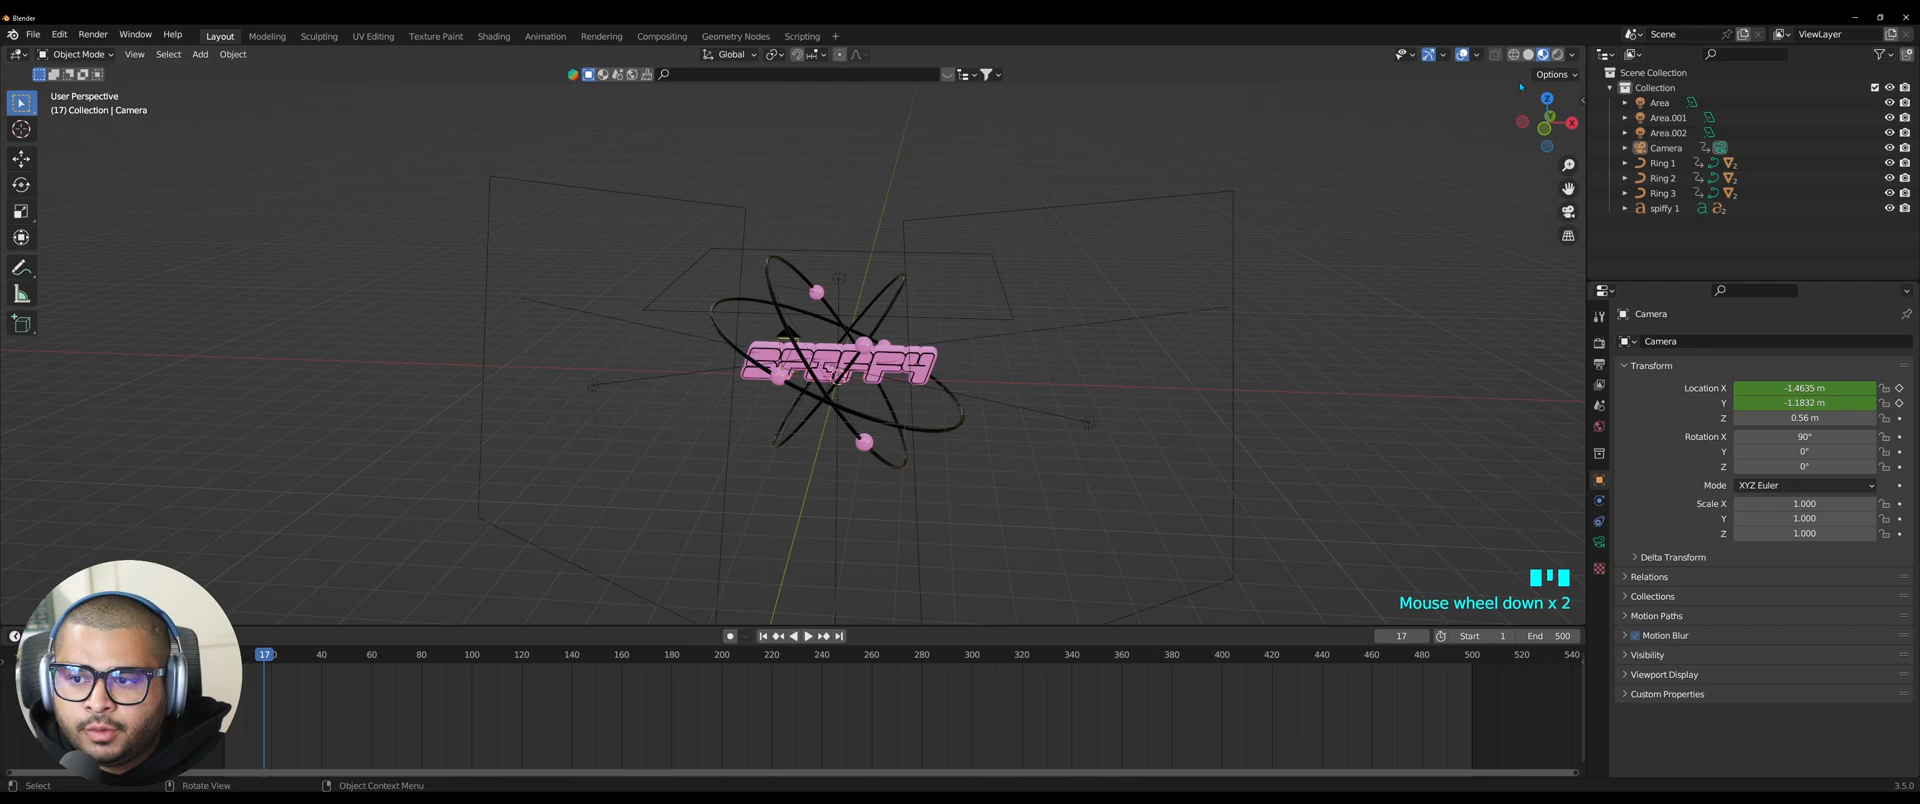 Blender
File Edit Render Window Help
Layout Modeling Sculpting UV Editing Texture Paint Shading Animation Rendering Compositing Geometry Nodes Scripting +
Scene ViewLayer
Object Mode View Select Add Object
Global
Options
User Perspective
(17) Collection | Camera
Z
Y
X
SPIFFY
Scene Collection
Collection
Area
Area.001
Area.002
Camera
Ring 1 2
Ring 2 2
Ring 3 2
spiffy 1 2
Camera
Camera
Transform
Location X -1.4635 m
Y -1.1832 m
Z 0.56 m
Rotation X 90°
Y 0°
Z 0°
Mode XYZ Euler
Scale X 1.000
Y 1.000
Z 1.000
Delta Transform
Relations
Collections
Motion Paths
Motion Blur
Visibility
Viewport Display
Custom Properties
Mouse wheel down x 2
17 Start 1 End 500
17 40 60 80 100 120 140 160 180 200 220 240 260 280 300 320 340 360 380 400 420 440 460 480 500 520 540
Select Rotate View Object Context Menu 3.5.0